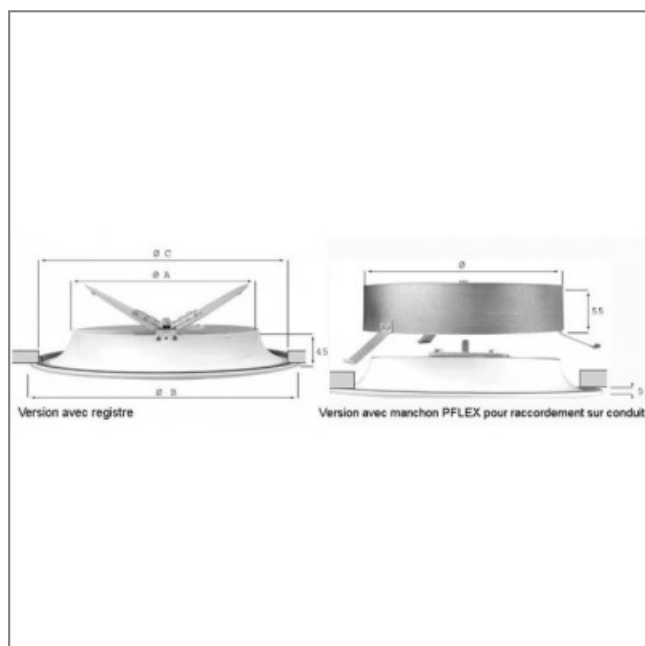 Ø C
Ø A
45
Ø B
Version avec registre
Ø
55
5
Version avec manchon PFLEX pour raccordement sur conduit